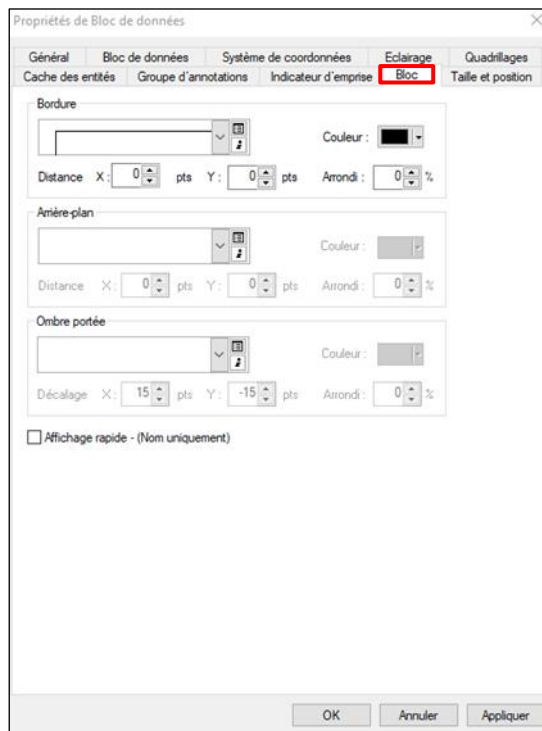 Propriétés de Bloc de données
Général Bloc de données Système de coordonnées Eclairage Quadrillages
Cache des entités Groupe d'annotations Indicateur d'emprise Bloc Taille et position
Bordure
Couleur :
Distance X : 0 pts Y : 0 pts Arrondi : 0 %
Arrière-plan
Couleur :
Distance X : 0 pts Y : 0 pts Arrondi : 0 %
Ombre portée
Couleur :
Décalage X : 15 pts Y : -15 pts Arrondi : 0 %
Affichage rapide - (Nom uniquement)
OK Annuler Appliquer